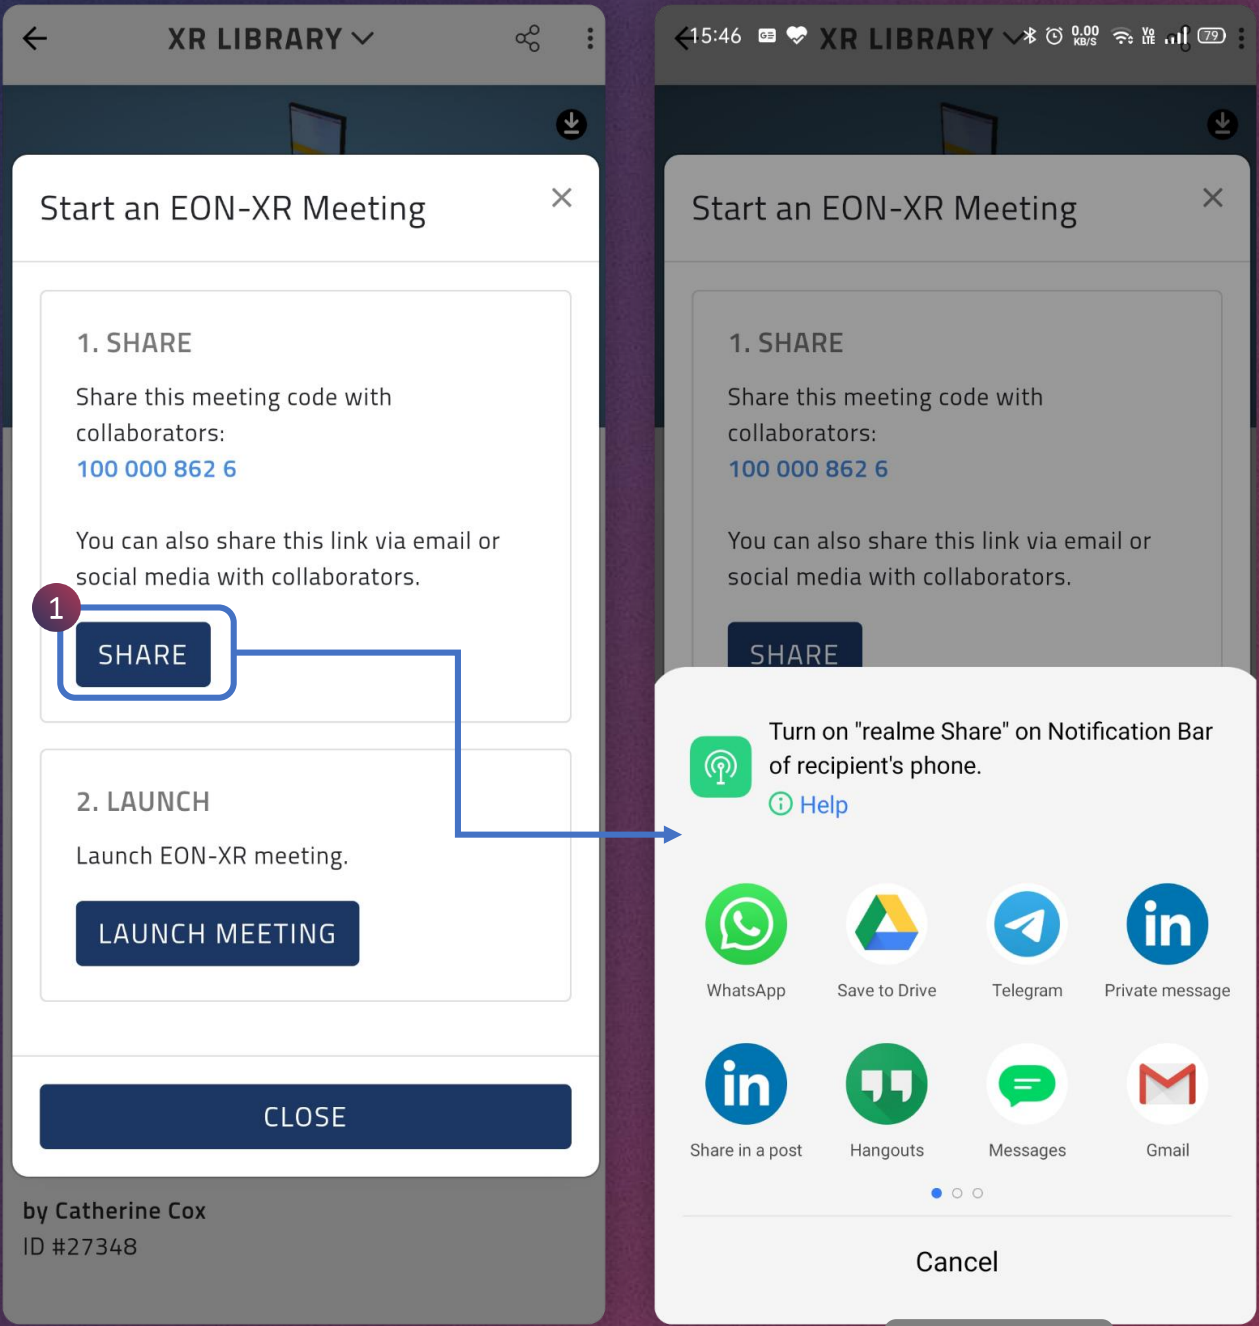 XR LIBRARY
Start an EON-XR Meeting
1. SHARE
Share this meeting code with
collaborators:
100 000 862 6
You can also share this link via email or
social media with collaborators.
1
SHARE
2. LAUNCH
Launch EON-XR meeting.
LAUNCH MEETING
CLOSE
by Catherine Cox
ID #27348
15:46 GE XR LIBRARY 0.00 KB/S Vo LTE 79
Start an EON-XR Meeting
1. SHARE
Share this meeting code with
collaborators:
100 000 862 6
You can also share this link via email or
social media with collaborators.
SHARE
Turn on "realme Share" on Notification Bar
of recipient's phone.
Help
WhatsApp Save to Drive Telegram Private message
Share in a post Hangouts Messages Gmail
Cancel